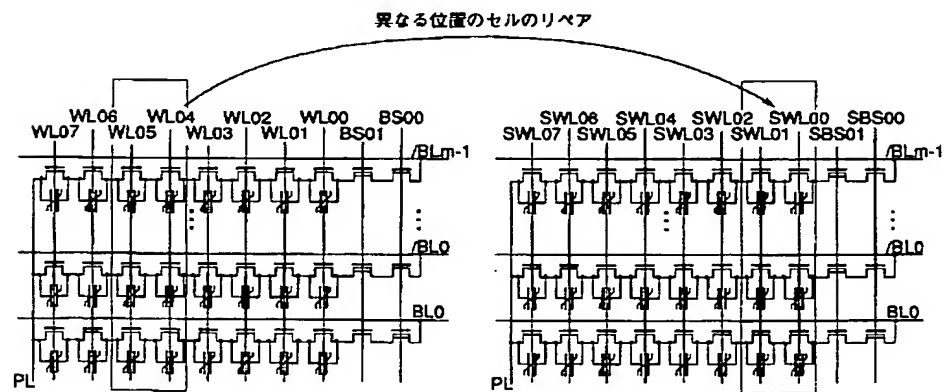 異なる位置のセルのリペア
WL06 WL04 WL02 WL00 BS00
WL07 WL05 WL03 WL01 BS01
/BLm-1
/BL0
BL0
PL
SWL06 SWL04 SWL02 SWL00 SBS00
SWL07 SWL05 SWL03 SWL01 SBS01
/BLm-1
/BL0
BL0
PL